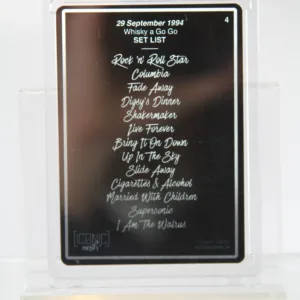 29 September 1994
4
Whisky a Go Go
SET LIST
Rock 'n' Roll Star
Columbia
Fade Away
Digsy's Dinner
Shakermaker
Live Forever
Bring It On Down
Up In The Sky
Slide Away
Cigarettes & Alcohol
Married With Children
Supersonic
I Am The Walrus
ICONIC